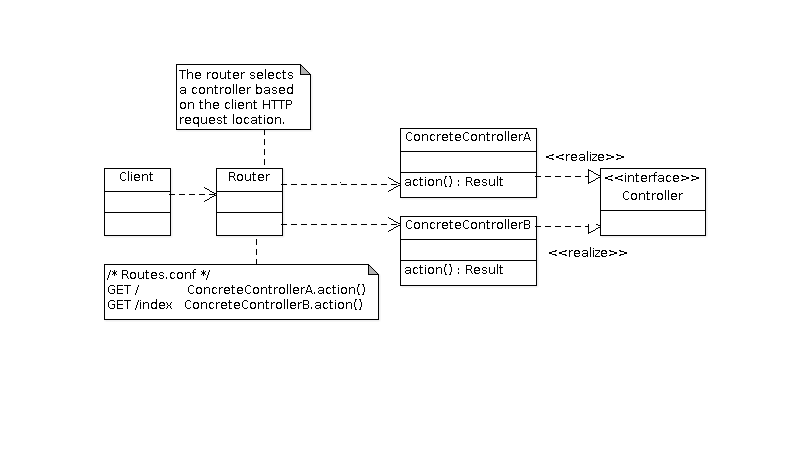 The router selects
a controller based
on the client HTTP
request location.
Client
Router
ConcreteControllerA
action() : Result
<<realize>>
<<interface>>
Controller
ConcreteControllerB
action() : Result
<<realize>>
/* Routes.conf */
GET / ConcreteControllerA.action()
GET /index ConcreteControllerB.action()